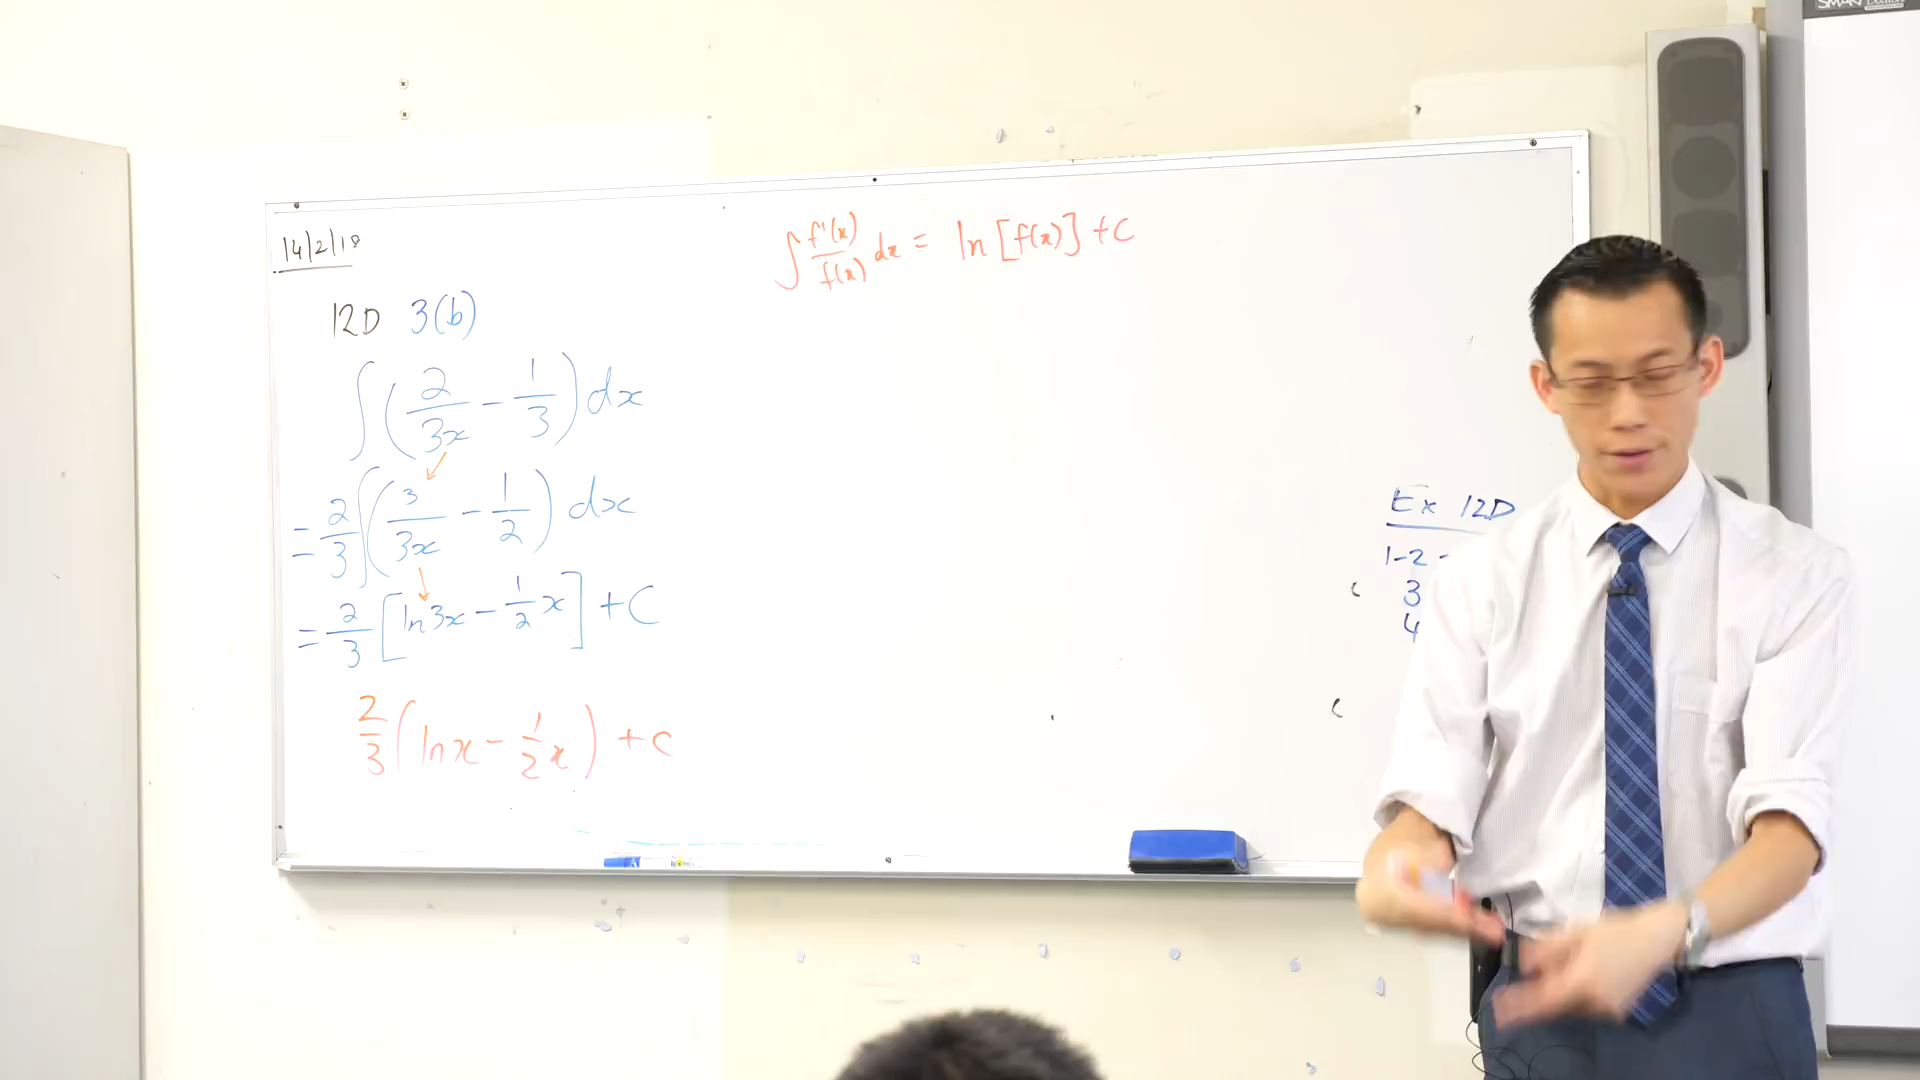 14/2/18
∫ f'(x)/f(x) dx = ln [f(x)] + C
12D 3(b)
∫ (2/3x - 1/3) dx
= 2/3 ∫ (3/3x - 1/2) dx
= 2/3 [ln 3x - 1/2 x] + C
2/3 (ln x - 1/2 x) + C
Ex 12D
1-2 -
3
4